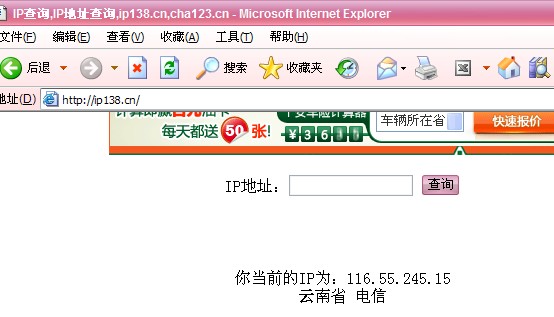 IP查询,IP地址查询,ip138.cn,cha123.cn - Microsoft Internet Explorer
文件(F) 编辑(E) 查看(V) 收藏(A) 工具(T) 帮助(H)
后退 搜索 收藏夹
地址(D) http://ip138.cn/
每天都送 50 张! 车辆所在省 快速报价
IP地址： 查询
你当前的IP为：116.55.245.15
云南省 电信